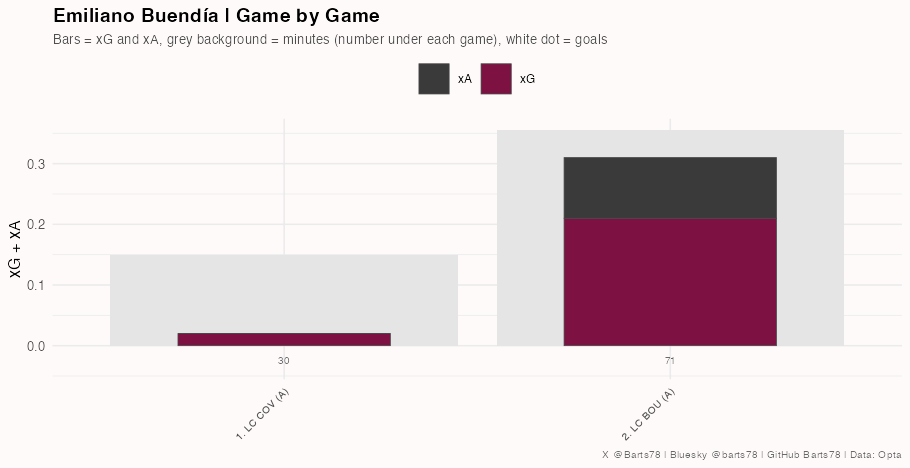 Emiliano Buendía | Game by Game
Bars = xG and xA, grey background = minutes (number under each game), white dot = goals
xA xG
xG + xA
0.3
0.2
0.1
0.0
30 71
1. LC COV (A) 2. LC BOU (A)
X @Barts78 | Bluesky @barts78 | GitHub Barts78 | Data: Opta